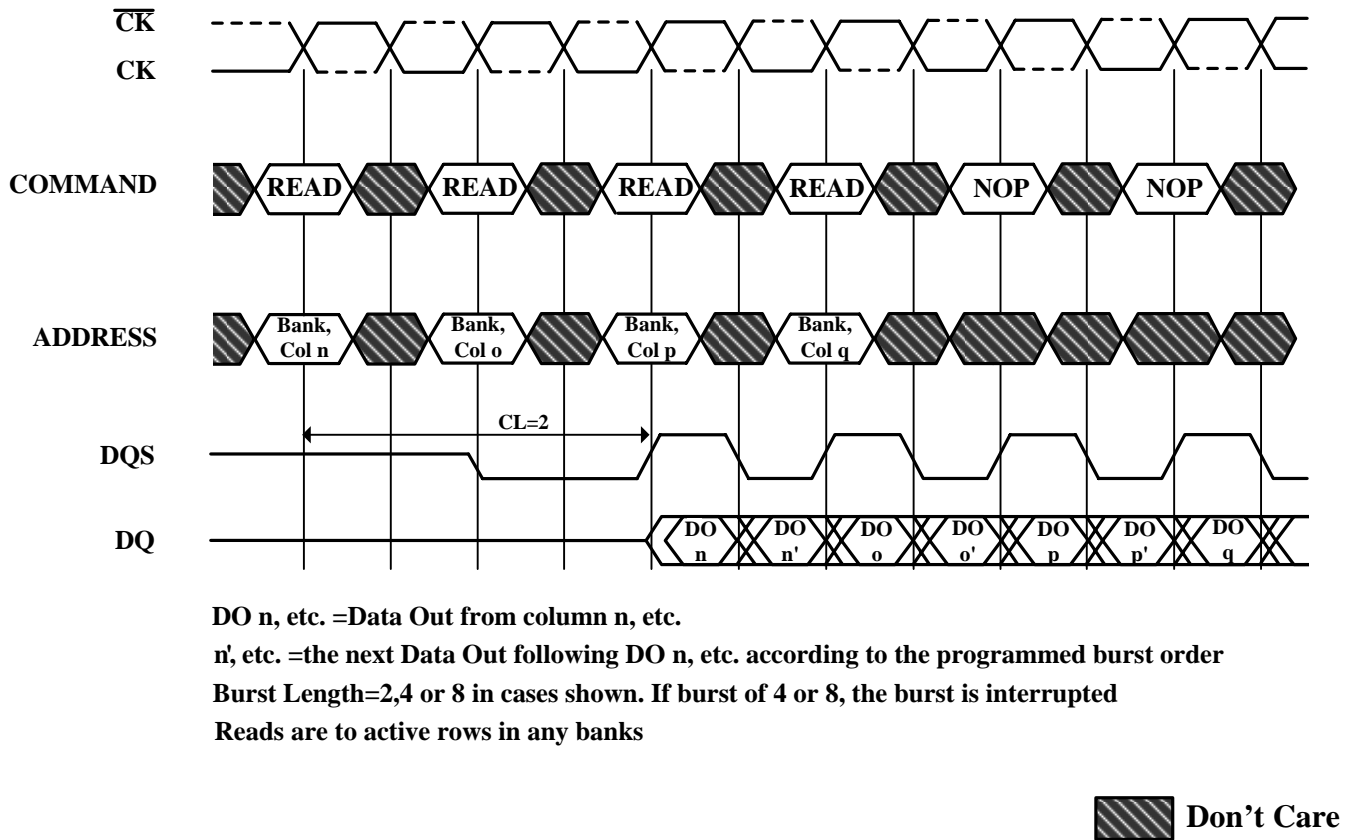 CK
CK
COMMAND READ READ READ READ NOP NOP
ADDRESS Bank, Col n Bank, Col o Bank, Col p Bank, Col q
CL=2
DQS
DQ DO n DO n' DO o DO o' DO p DO p' DO q
DO n, etc. =Data Out from column n, etc.
n', etc. =the next Data Out following DO n, etc. according to the programmed burst order
Burst Length=2,4 or 8 in cases shown. If burst of 4 or 8, the burst is interrupted
Reads are to active rows in any banks
Don't Care